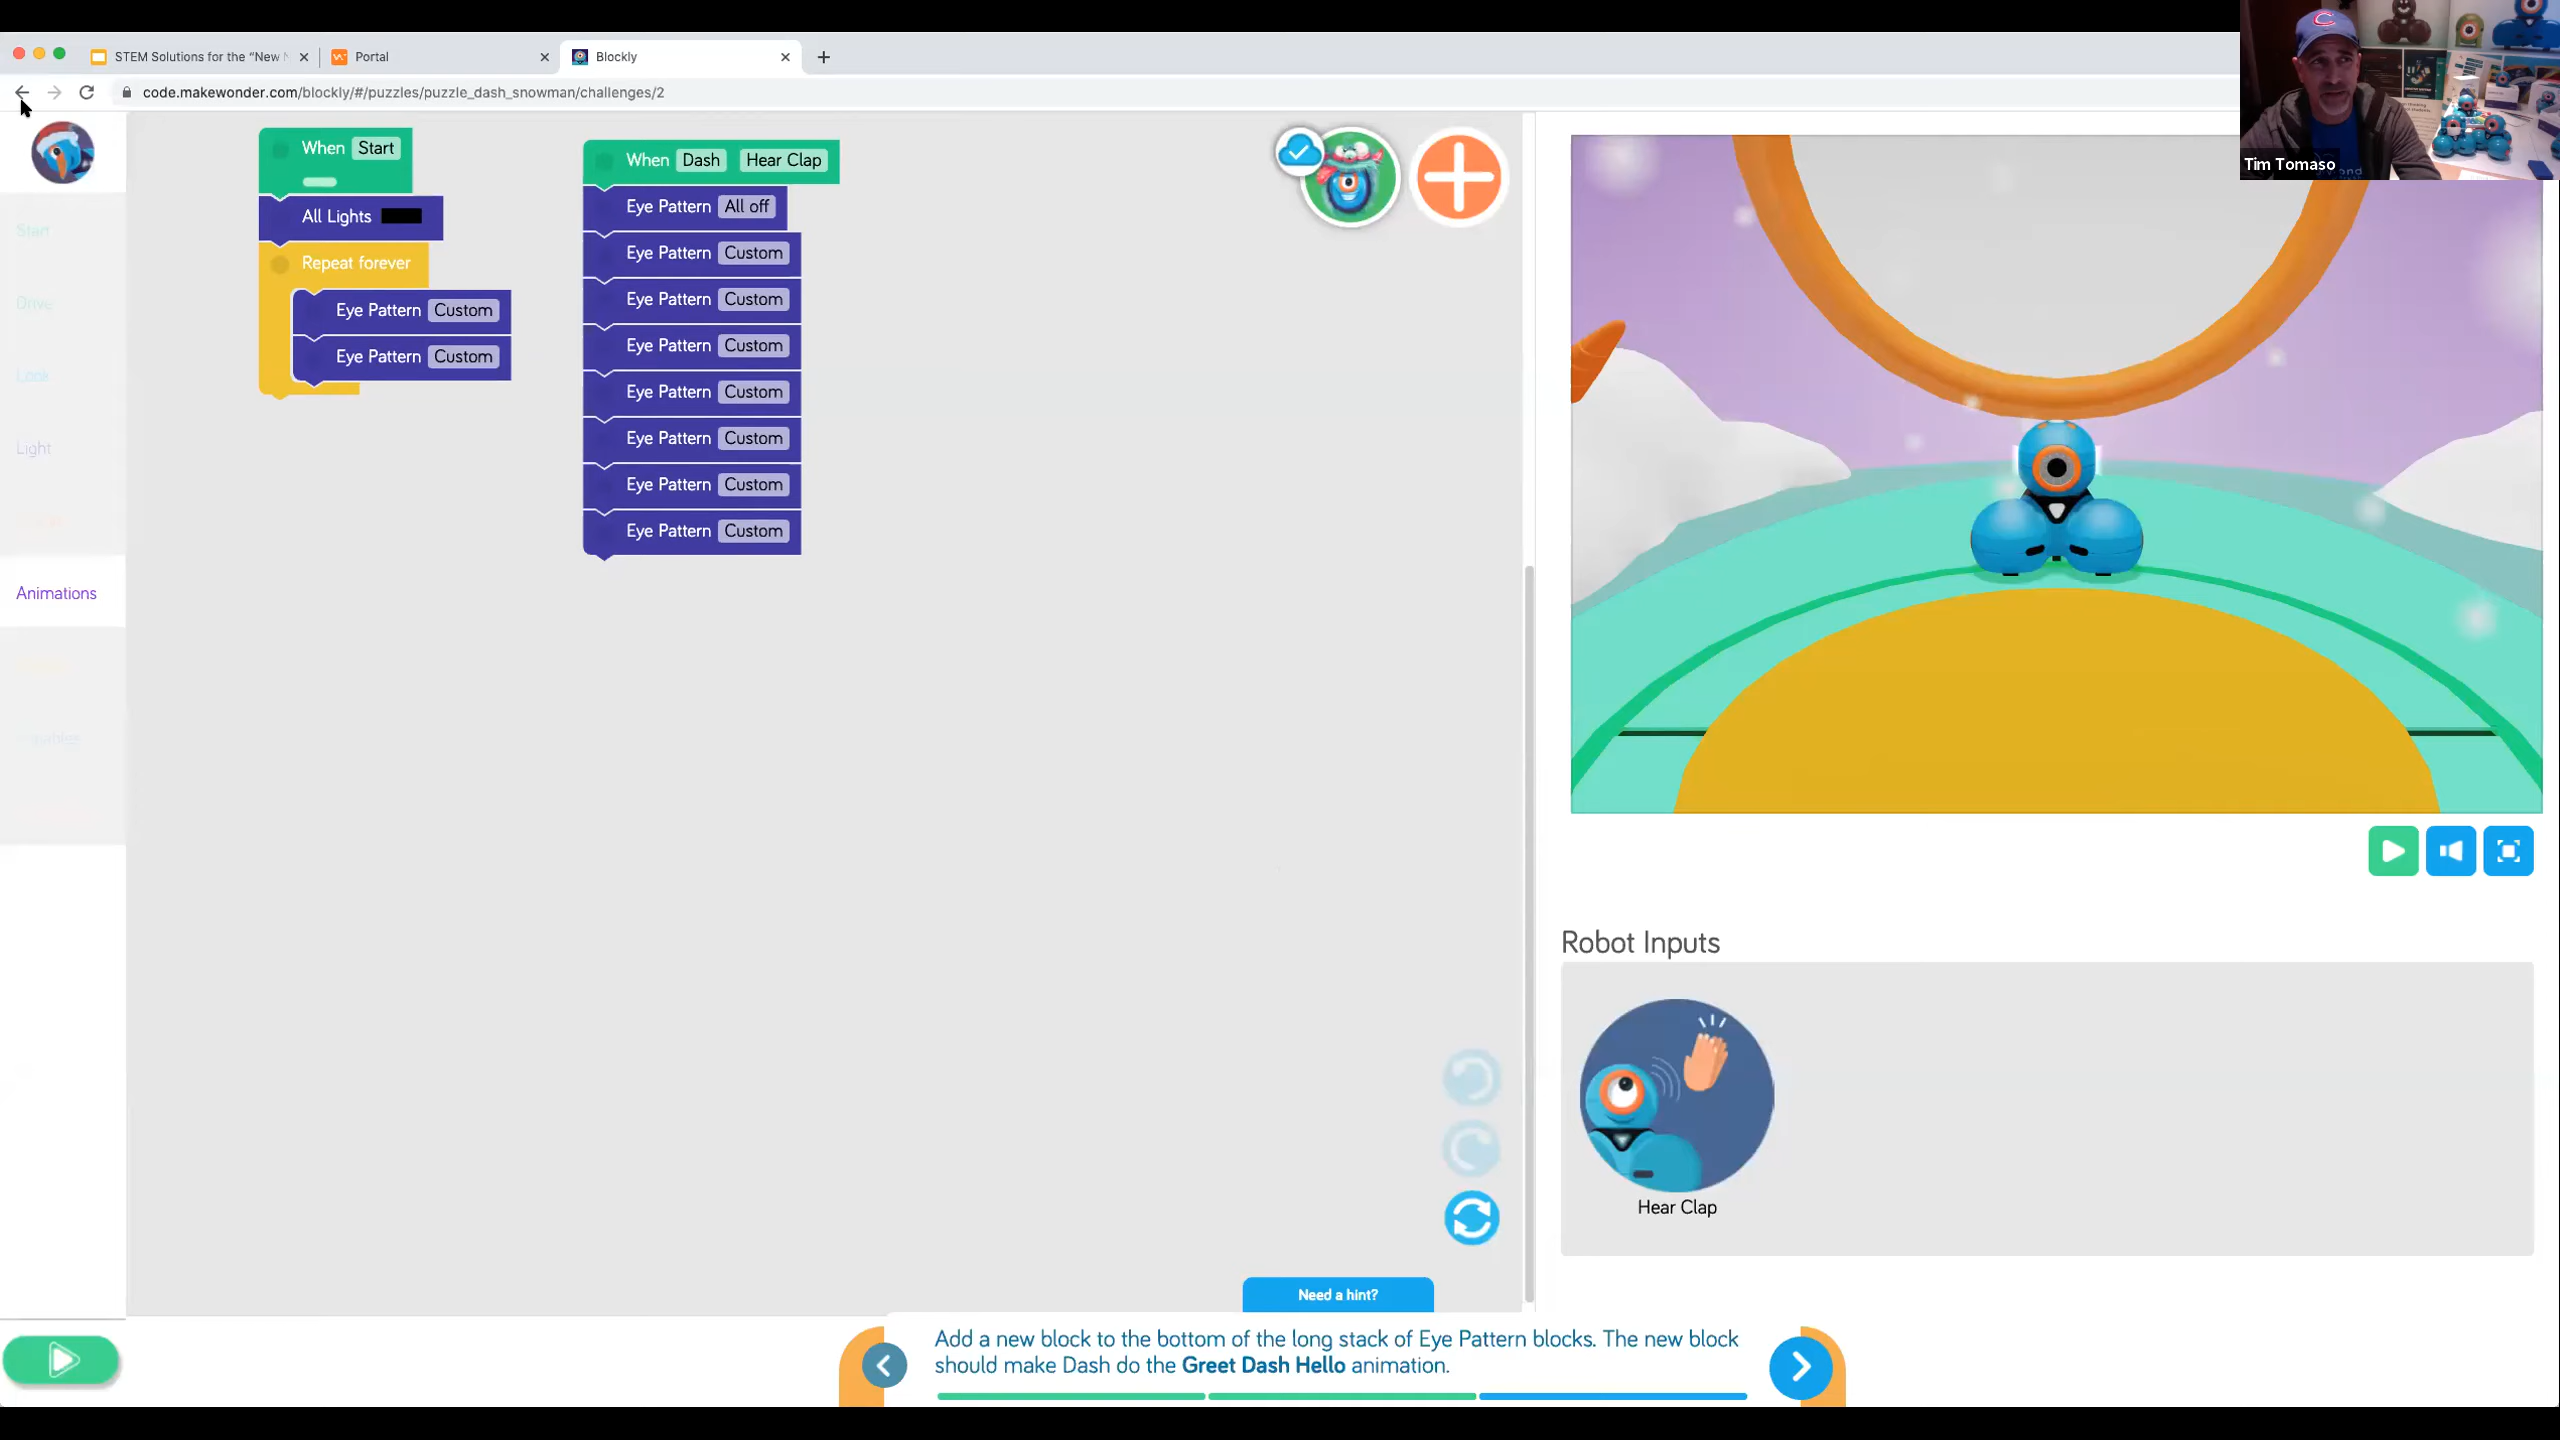 STEM Solutions for the "New
Portal
Blockly
code.makewonder.com/blockly/#/puzzles/puzzle_dash_snowman/challenges/2
C
Tim Tomaso
When Start
All Lights
Repeat forever
Eye Pattern Custom
Eye Pattern Custom
When Dash Hear Clap
Eye Pattern All off
Eye Pattern Custom
Eye Pattern Custom
Eye Pattern Custom
Eye Pattern Custom
Eye Pattern Custom
Eye Pattern Custom
Eye Pattern Custom
Start
Drive
Look
Light
Animations
Robot Inputs
Hear Clap
Need a hint?
Add a new block to the bottom of the long stack of Eye Pattern blocks. The new block
should make Dash do the Greet Dash Hello animation.